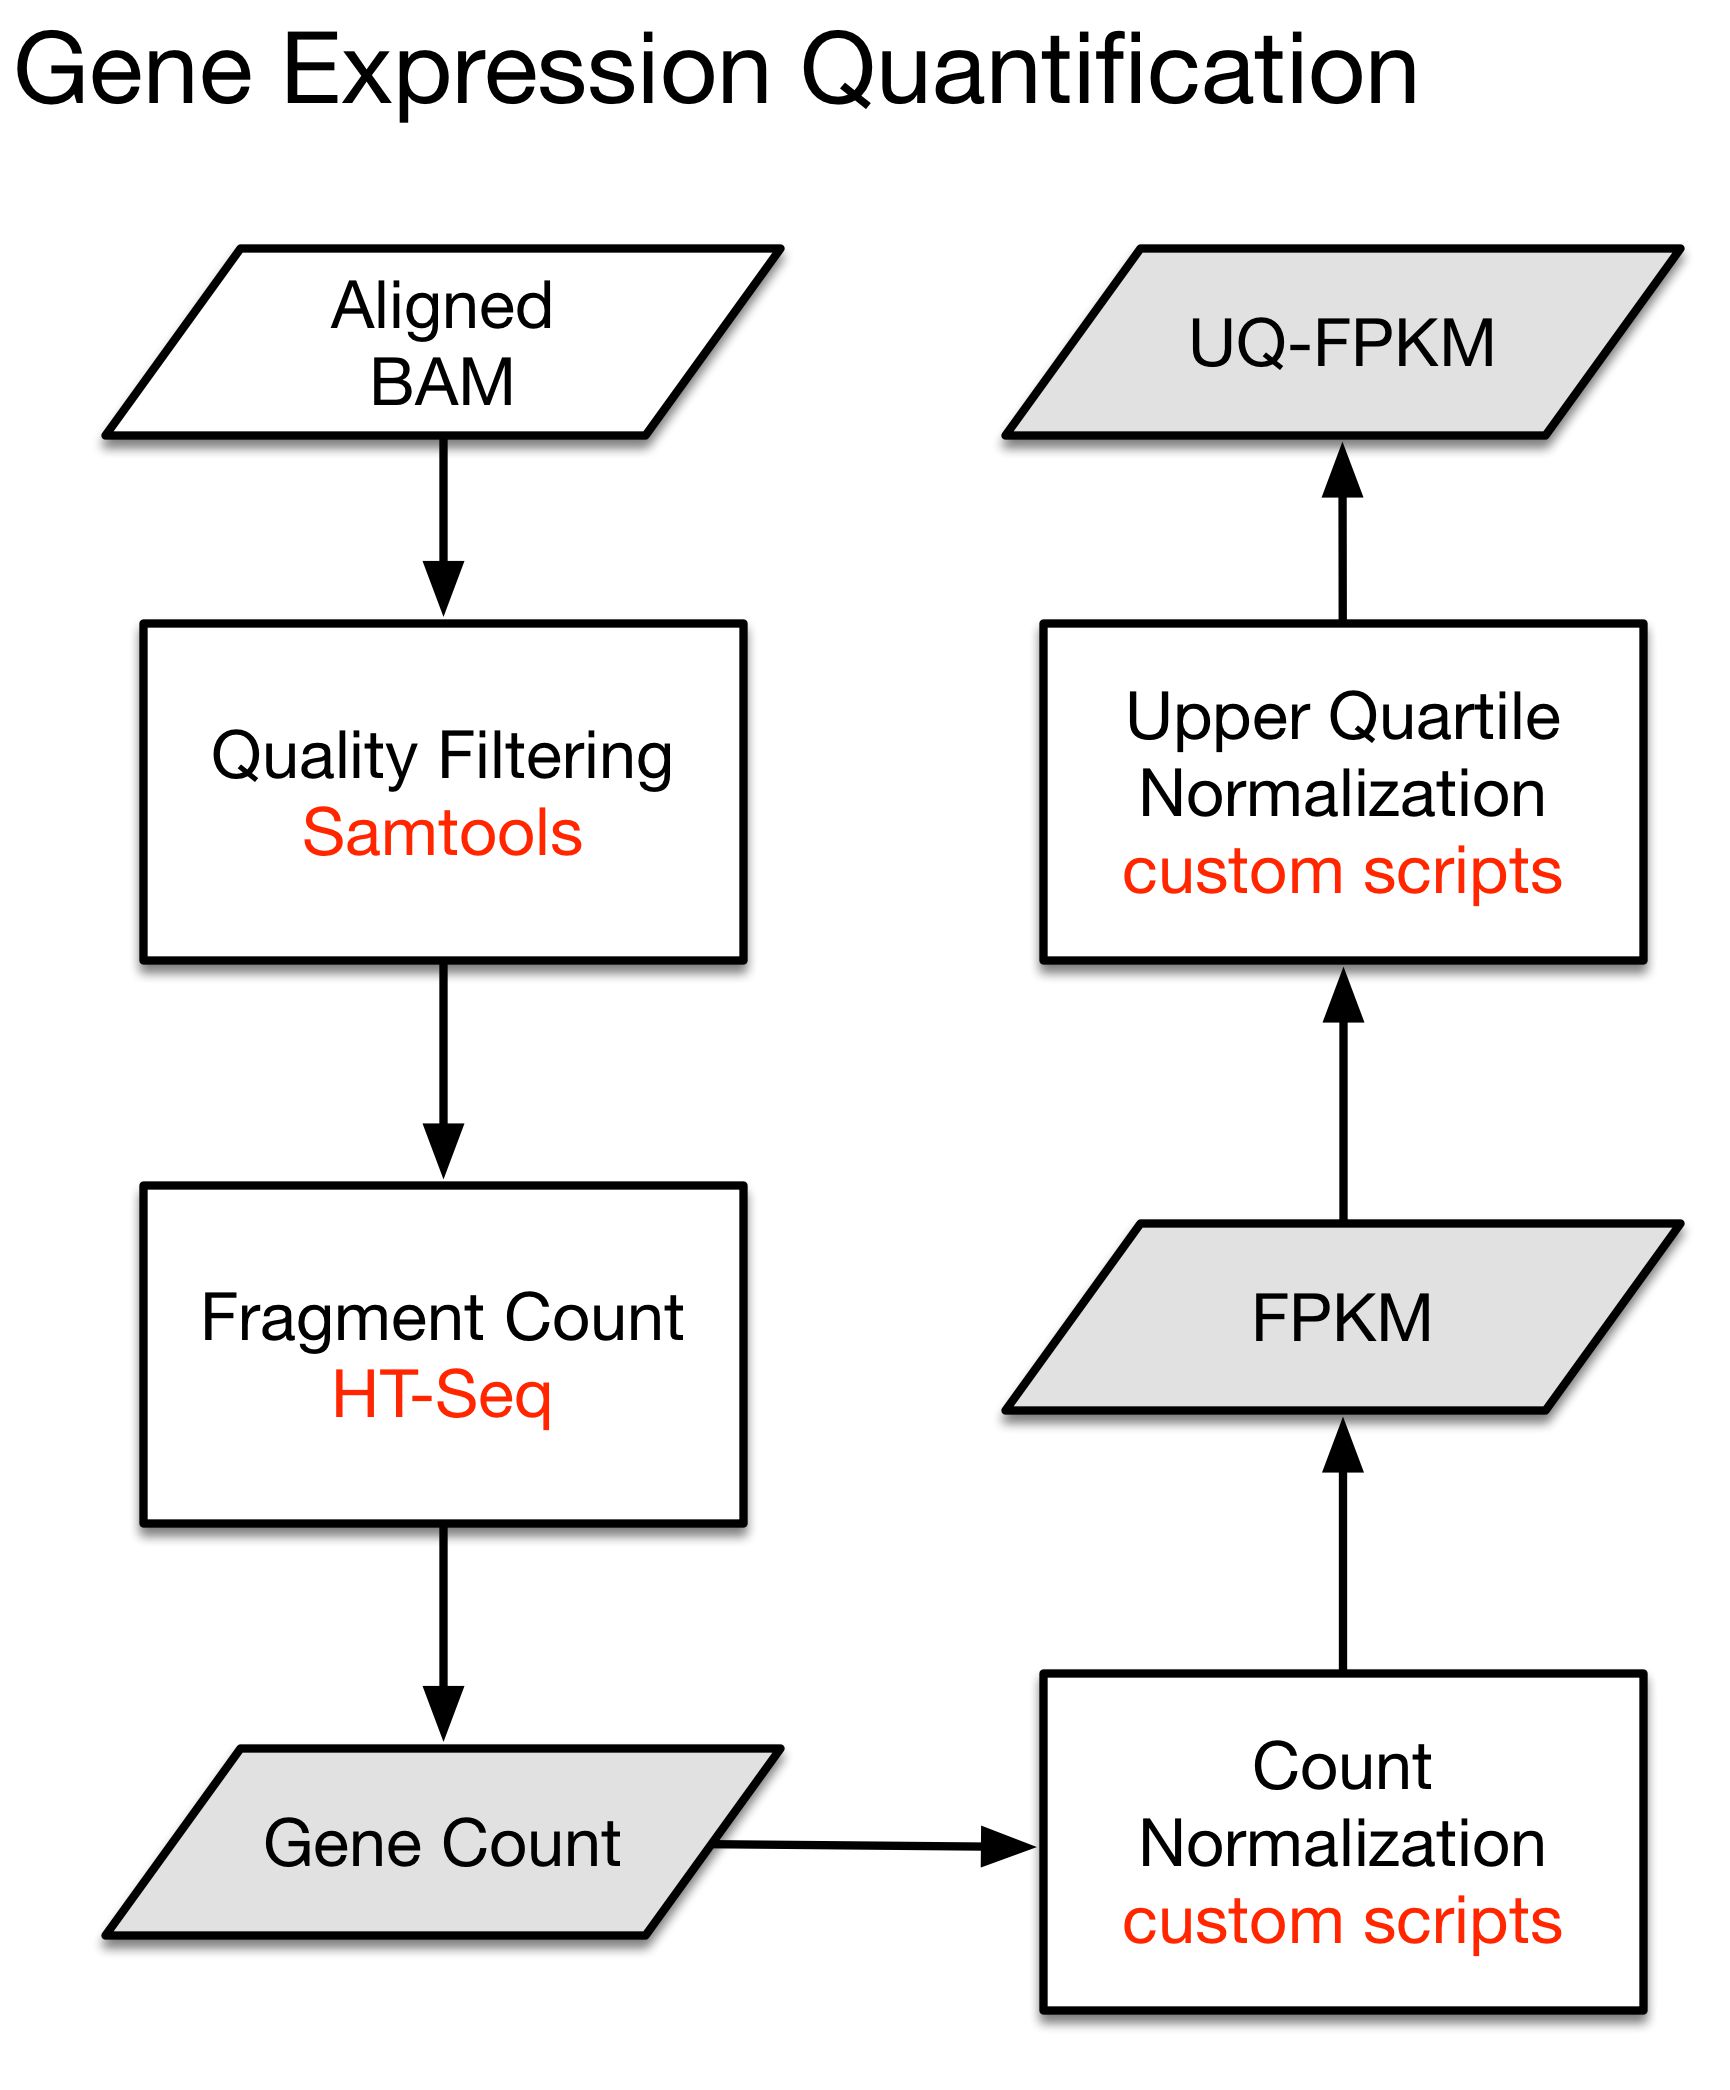 Gene Expression Quantification
Aligned
BAM
Quality Filtering
Samtools
Fragment Count
HT-Seq
Gene Count
Count
Normalization
custom scripts
FPKM
Upper Quartile
Normalization
custom scripts
UQ-FPKM